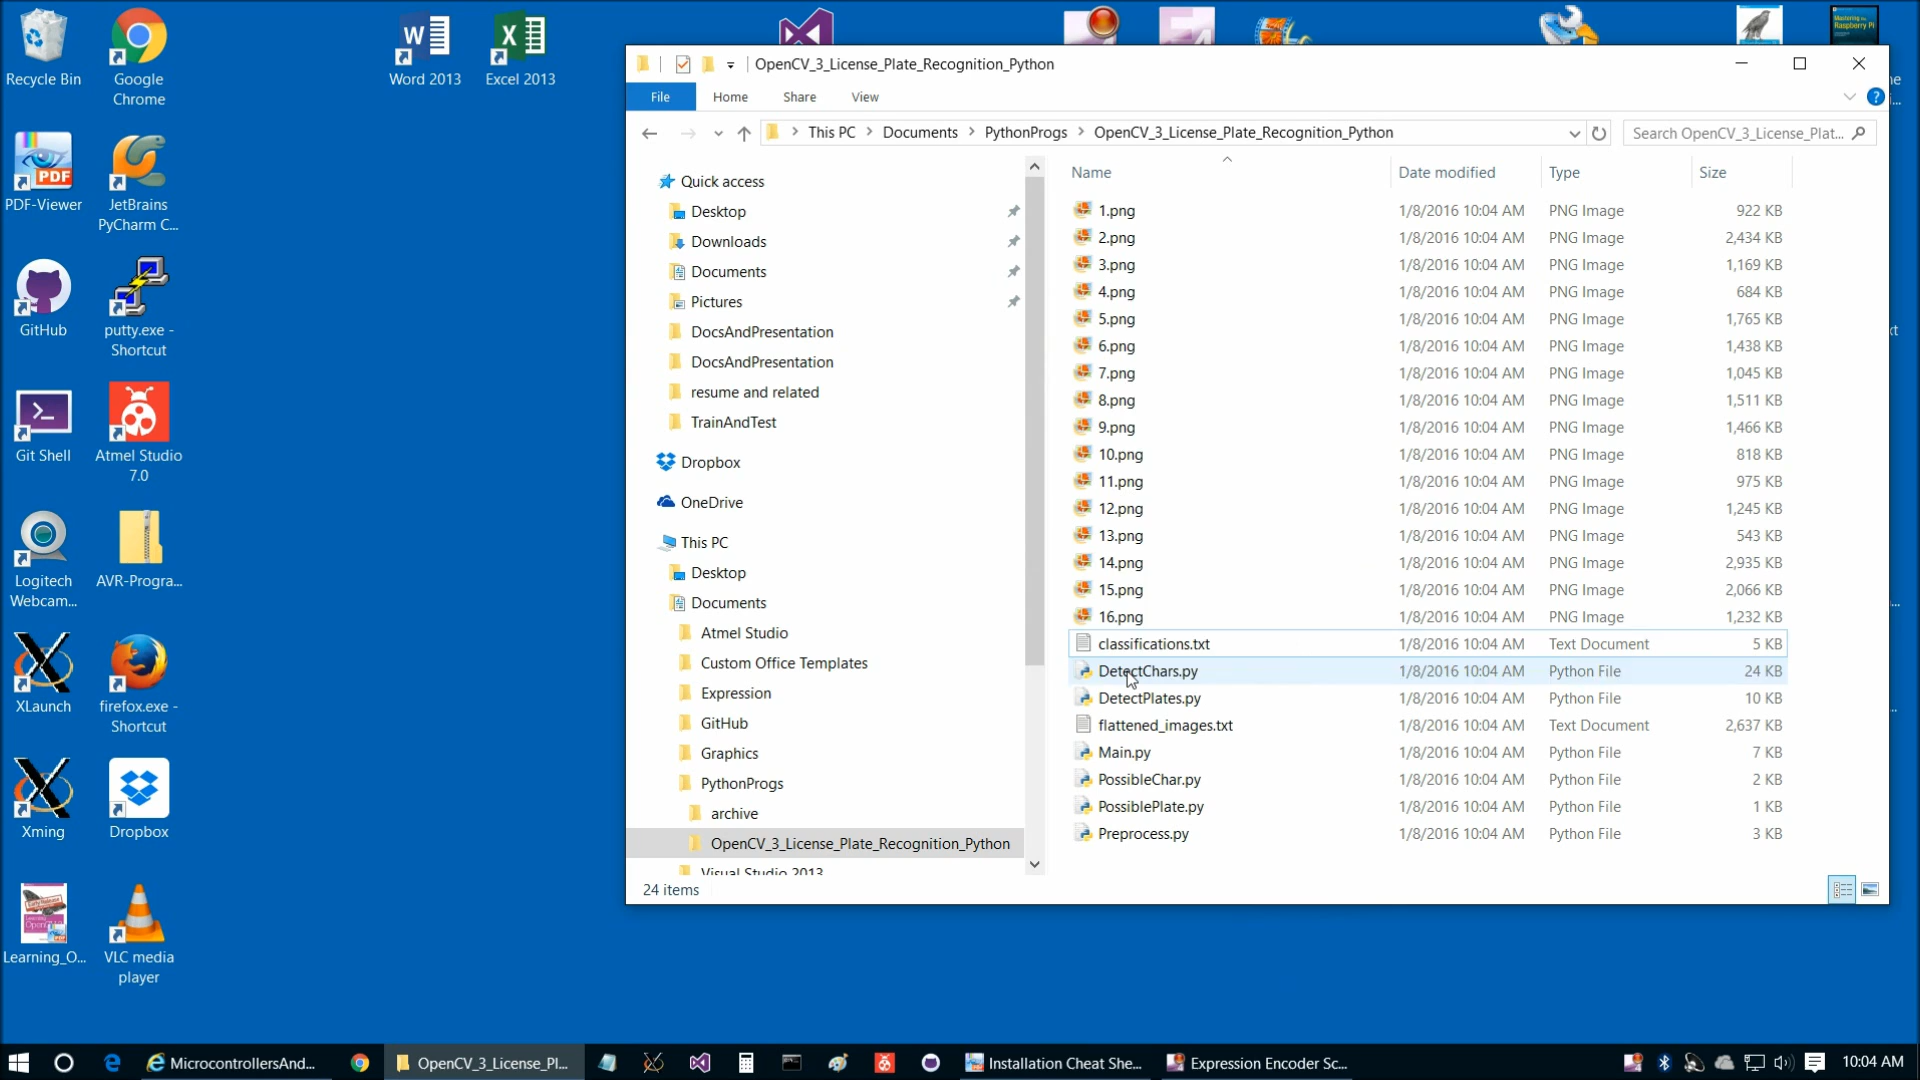 Recycle Bin
Google
Chrome
Word 2013
Excel 2013
PDF-Viewer
JetBrains
PyCharm C...
GitHub
putty.exe -
Shortcut
Git Shell
Atmel Studio
7.0
Logitech
Webcam...
AVR-Progra...
XLaunch
firefox.exe -
Shortcut
Xming
Dropbox
Learning_O...
VLC media
player
OpenCV_3_License_Plate_Recognition_Python
File
Home
Share
View
This PC
Documents
PythonProgs
OpenCV_3_License_Plate_Recognition_Python
Search OpenCV_3_License_Plat...
Quick access
Desktop
Downloads
Documents
Pictures
DocsAndPresentation
DocsAndPresentation
resume and related
TrainAndTest
Dropbox
OneDrive
This PC
Desktop
Documents
Atmel Studio
Custom Office Templates
Expression
GitHub
Graphics
PythonProgs
archive
OpenCV_3_License_Plate_Recognition_Python
Visual Studio 2013
Name Date modified Type Size
1.png 1/8/2016 10:04 AM PNG Image 922 KB
2.png 1/8/2016 10:04 AM PNG Image 2,434 KB
3.png 1/8/2016 10:04 AM PNG Image 1,169 KB
4.png 1/8/2016 10:04 AM PNG Image 684 KB
5.png 1/8/2016 10:04 AM PNG Image 1,765 KB
6.png 1/8/2016 10:04 AM PNG Image 1,438 KB
7.png 1/8/2016 10:04 AM PNG Image 1,045 KB
8.png 1/8/2016 10:04 AM PNG Image 1,511 KB
9.png 1/8/2016 10:04 AM PNG Image 1,466 KB
10.png 1/8/2016 10:04 AM PNG Image 818 KB
11.png 1/8/2016 10:04 AM PNG Image 975 KB
12.png 1/8/2016 10:04 AM PNG Image 1,245 KB
13.png 1/8/2016 10:04 AM PNG Image 543 KB
14.png 1/8/2016 10:04 AM PNG Image 2,935 KB
15.png 1/8/2016 10:04 AM PNG Image 2,066 KB
16.png 1/8/2016 10:04 AM PNG Image 1,232 KB
classifications.txt 1/8/2016 10:04 AM Text Document 5 KB
DetectChars.py 1/8/2016 10:04 AM Python File 24 KB
DetectPlates.py 1/8/2016 10:04 AM Python File 10 KB
flattened_images.txt 1/8/2016 10:04 AM Text Document 2,637 KB
Main.py 1/8/2016 10:04 AM Python File 7 KB
PossibleChar.py 1/8/2016 10:04 AM Python File 2 KB
PossiblePlate.py 1/8/2016 10:04 AM Python File 1 KB
Preprocess.py 1/8/2016 10:04 AM Python File 3 KB
24 items
MicrocontrollersAnd...
OpenCV_3_License_Pl...
Installation Cheat She...
Expression Encoder Sc...
10:04 AM